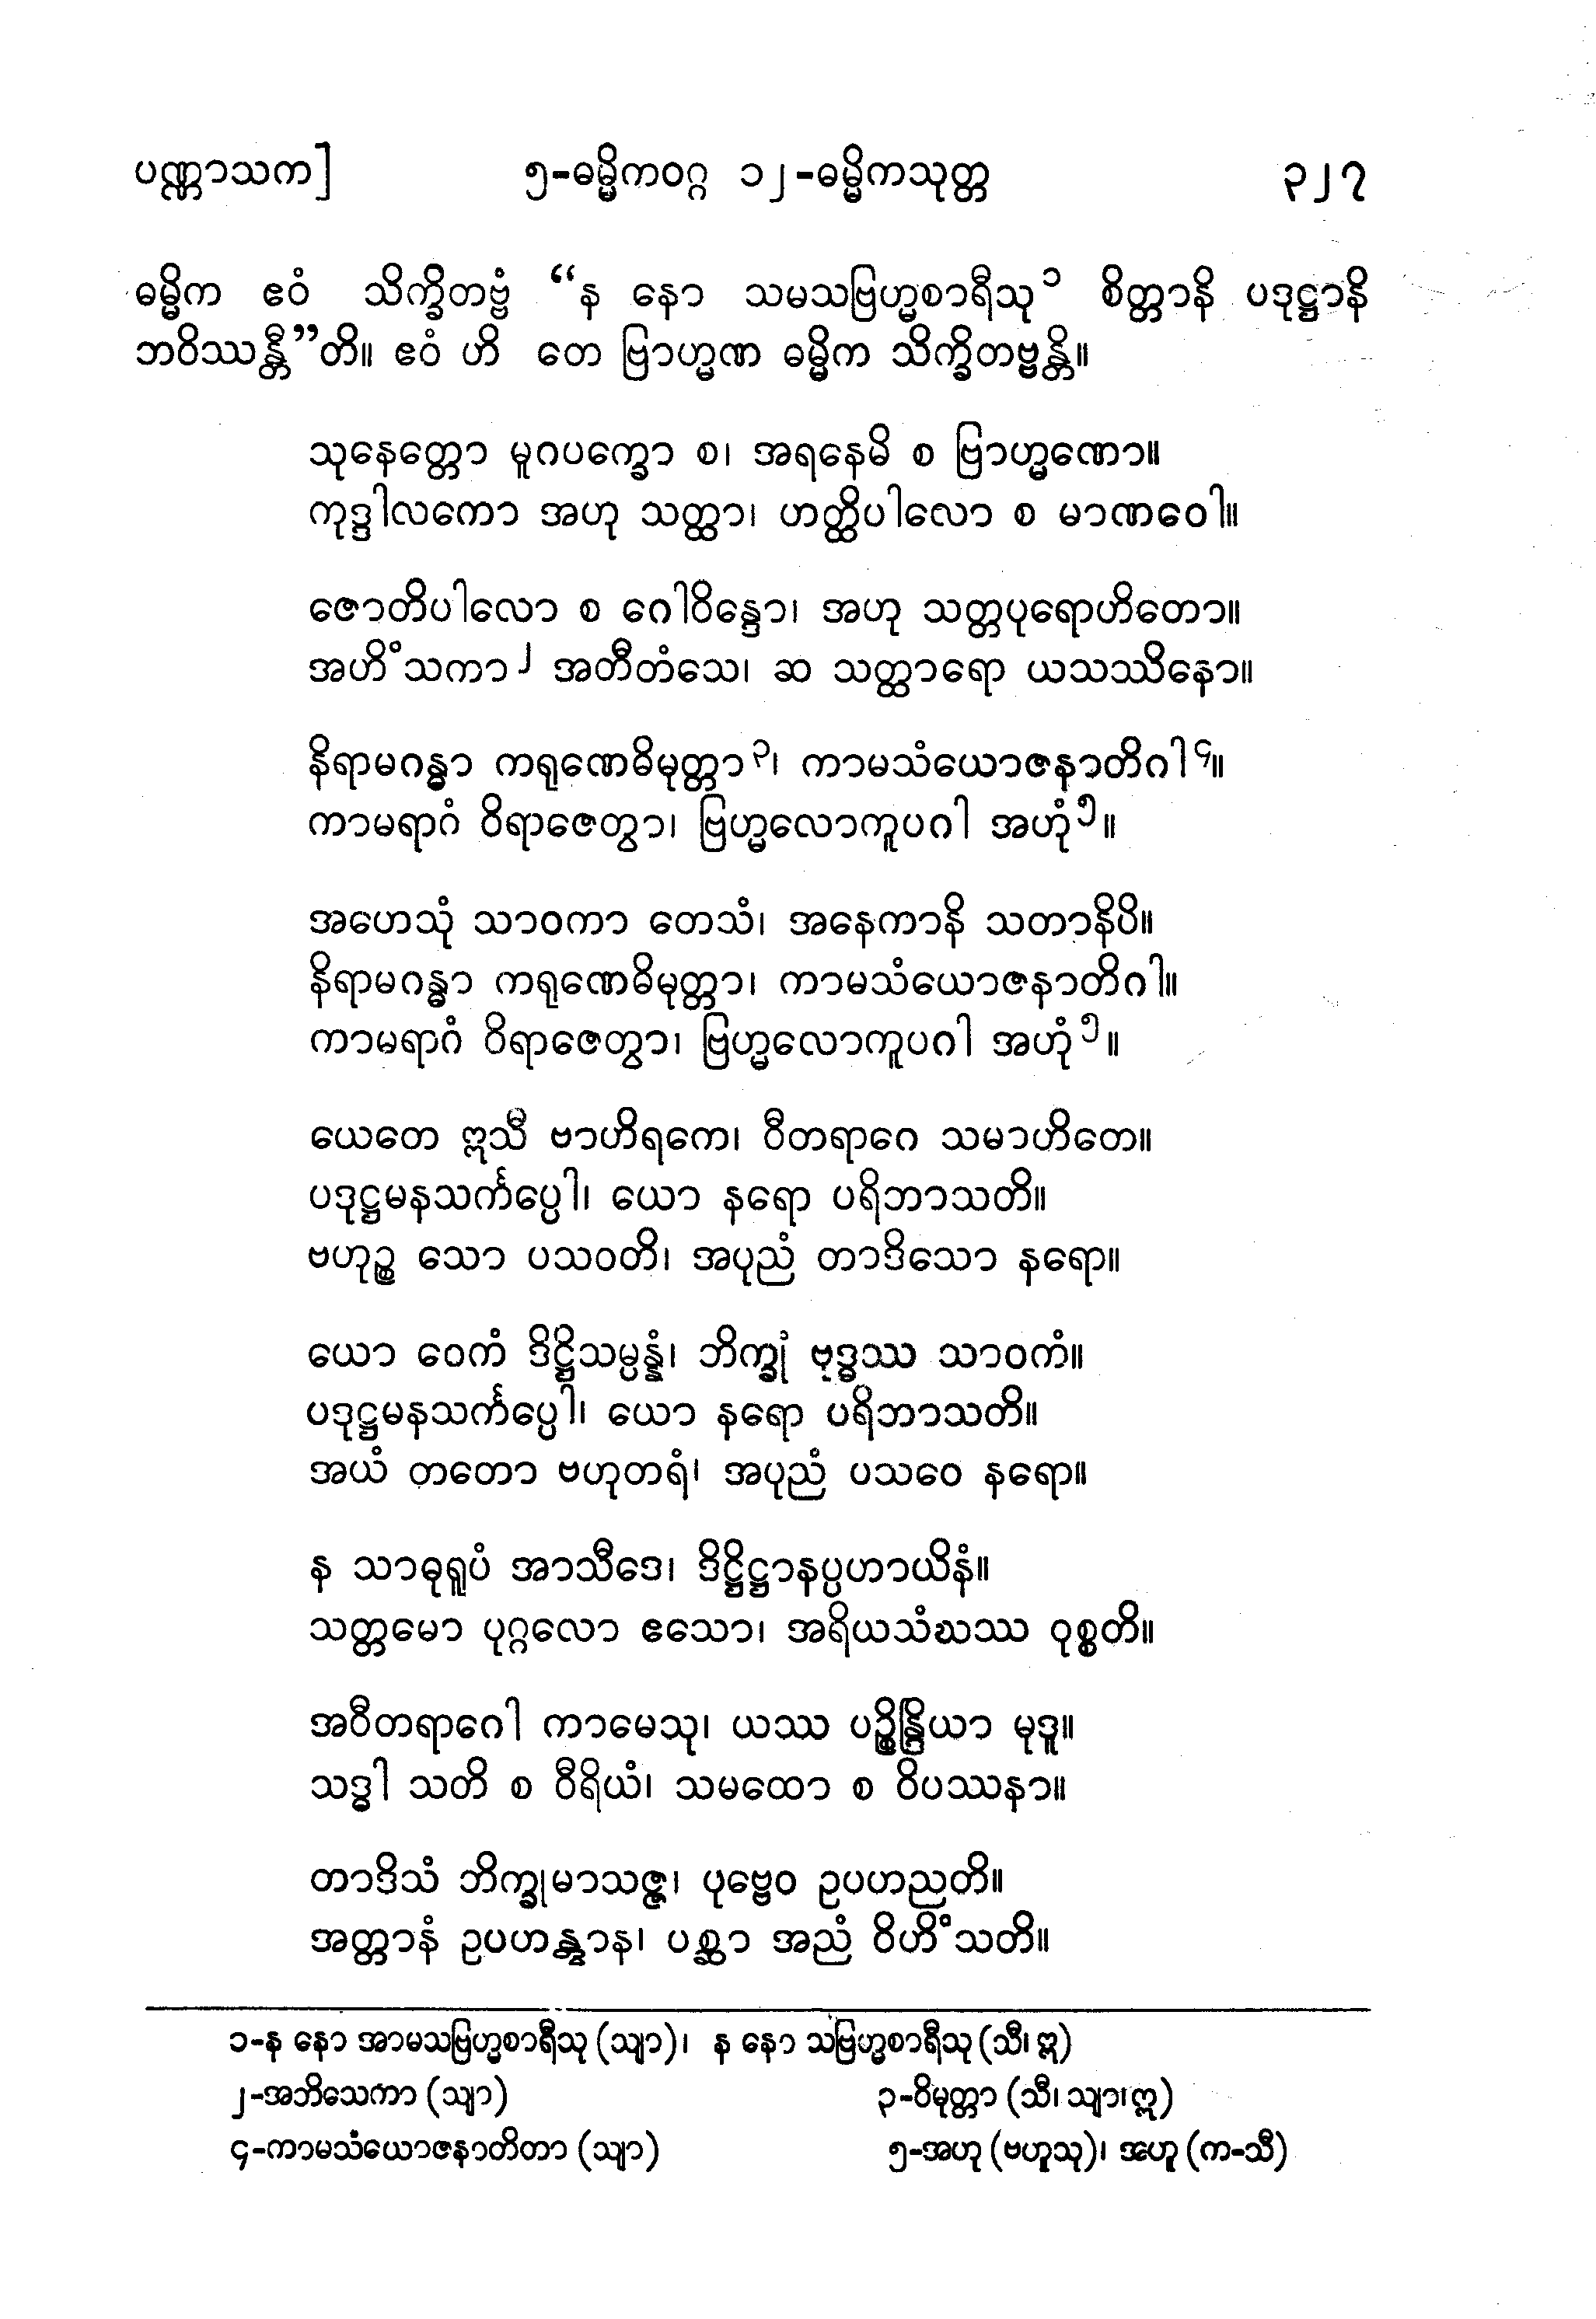 ပဏ္ဏာသက] ၅-ဓမ္မိကဝဂ္ဂ ၁၂-ဓမ္မိကသုတ္တ ၃၂၇
ဓမ္မိက ဧဝံ သိက္ခိတဗ္ဗံ “န နော သမသဗြဟ္မစာရီသု၁ စိတ္တာနိ ပဒုဋ္ဌာနိ
ဘဝိဿန္တီ”တိ။ ဧဝံ ဟိ တေ ဗြာဟ္မဏ ဓမ္မိက သိက္ခိတဗ္ဗန္တိ။
သုနေတ္တော မူဂပက္ခော စ၊ အရနေမိ စ ဗြာဟ္မဏော။
ကုဒ္ဒါလကော အဟု သတ္ထာ၊ ဟတ္ထိပါလော စ မာဏဝေါ။
ဇောတိပါလော စ ဂေါဝိန္ဒော၊ အဟု သတ္တပုရောဟိတော။
အဟိံသကာ၂ အတီတံသေ၊ ဆ သတ္ထာရော ယသဿိနော။
နိရာမဂန္ဓာ ကရုဏေဓိမုတ္တာ၃၊ ကာမသံယောဇနာတိဂါ၄။
ကာမရာဂံ ဝိရာဇေတွာ၊ ဗြဟ္မလောကူပဂါ အဟုံ၅။
အဟေသုံ သာဝကာ တေသံ၊ အနေကာနိ သတာနိပိ။
နိရာမဂန္ဓာ ကရုဏေဓိမုတ္တာ၊ ကာမသံယောဇနာတိဂါ။
ကာမရာဂံ ဝိရာဇေတွာ၊ ဗြဟ္မလောကူပဂါ အဟုံ၅။
ယေတေ ဣသီ ဗာဟိရကေ၊ ဝီတရာဂေ သမာဟိတေ။
ပဒုဋ္ဌမနသင်္ကပ္ပေါ၊ ယော နရော ပရိဘာသတိ။
ဗဟုဉ္စ သော ပသဝတိ၊ အပုညံ တာဒိသော နရော။
ယော ဝေကံ ဒိဋ္ဌိသမ္ပန္နံ၊ ဘိက္ခုံ ဗုဒ္ဓဿ သာဝကံ။
ပဒုဋ္ဌမနသင်္ကပ္ပေါ၊ ယော နရော ပရိဘာသတိ။
အယံ တတော ဗဟုတရံ၊ အပုညံ ပသဝေ နရော။
န သာဓုရူပံ အာသီဒေ၊ ဒိဋ္ဌိဋ္ဌာနပ္ပဟာယိနံ။
သတ္တမော ပုဂ္ဂလော ဧသော၊ အရိယသံဃဿ ဝုစ္စတိ။
အဝီတရာဂေါ ကာမေသု၊ ယဿ ပဉ္စိန္ဒြိယာ မုဒူ။
သဒ္ဓါ သတိ စ ဝီရိယံ၊ သမထော စ ဝိပဿနာ။
တာဒိသံ ဘိက္ခုမာသဇ္ဇ၊ ပုဗ္ဗေဝ ဥပဟညတိ။
အတ္တာနံ ဥပဟန္တွာန၊ ပစ္ဆာ အညံ ဝိဟိံသတိ။
၁-န နော အာမသဗြဟ္မစာရီသု (သျာ)၊ န နော သဗြဟ္မစာရီသု (သီ၊ ဣ)
၂-အဘိသေကာ (သျာ) ၃-ဝိမုတ္တာ (သီ၊ သျာ၊ ဣ)
၄-ကာမသံယောဇနာတိတာ (သျာ) ၅-အဟု (ဗဟူသု)၊ အဟူ (က-သီ)